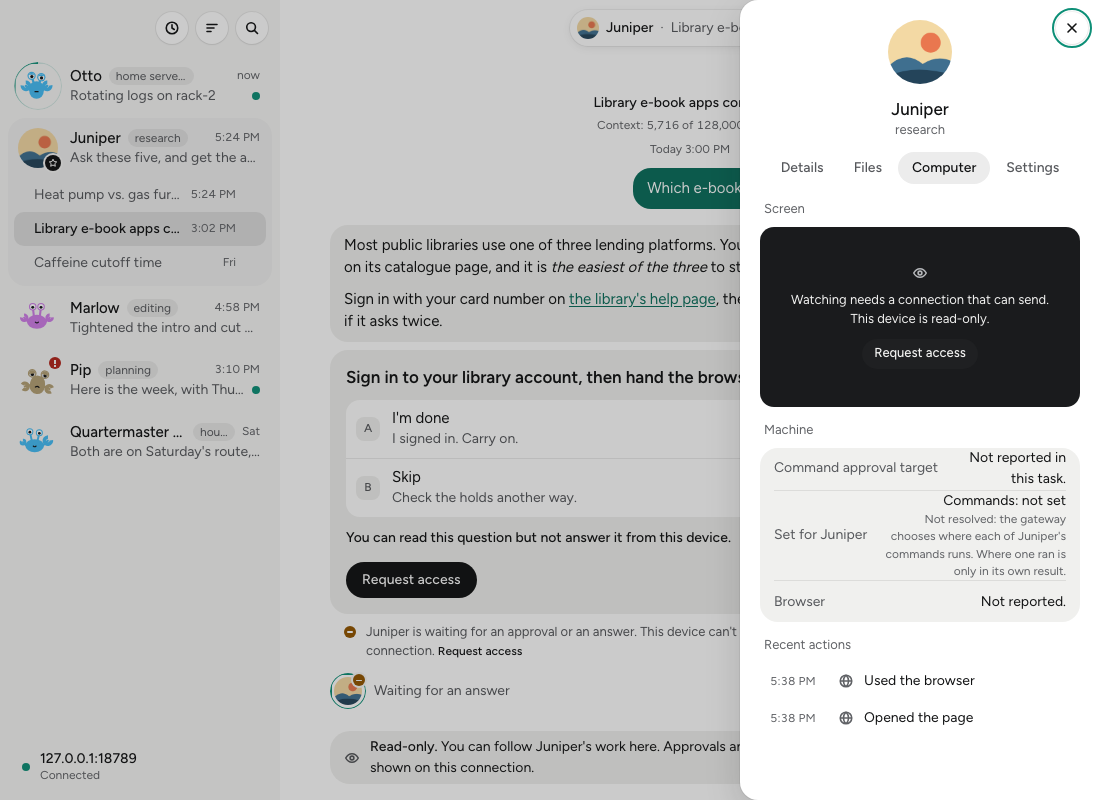 Otto home serve... now
Rotating logs on rack-2
Juniper research 5:24 PM
Ask these five, and get the a...
Heat pump vs. gas fur... 5:24 PM
Library e-book apps c... 3:02 PM
Caffeine cutoff time Fri
Marlow editing 4:58 PM
Tightened the intro and cut ...
Pip planning 3:10 PM
Here is the week, with Thu...
Quartermaster ... hou... Sat
Both are on Saturday's route,...
127.0.0.1:18789
Connected
Juniper · Library e-b
Library e-book apps
Context: 5,716 of 128,000
Today 3:00 PM
Which e-book
Most public libraries use one of three lending platforms. You
on its catalogue page, and it is the easiest of the three to
Sign in with your card number on the library's help page,
if it asks twice.
Sign in to your library account, then hand the
A I'm done
I signed in. Carry on.
B Skip
Check the holds another way.
You can read this question but not answer it from this device.
Request access
Juniper is waiting for an approval or an answer. This device can't
connection. Request access
Waiting for an answer
Read-only. You can follow Juniper's work here. Approvals
shown on this connection.
Juniper
research
Details Files Computer Settings
Screen
Watching needs a connection that can send.
This device is read-only.
Request access
Machine
Command approval target Not reported in
this task.
Set for Juniper Commands: not set
Not resolved: the gateway
chooses where each of Juniper's
commands runs. Where one ran is
only in its own result.
Browser Not reported.
Recent actions
5:38 PM Used the browser
5:38 PM Opened the page